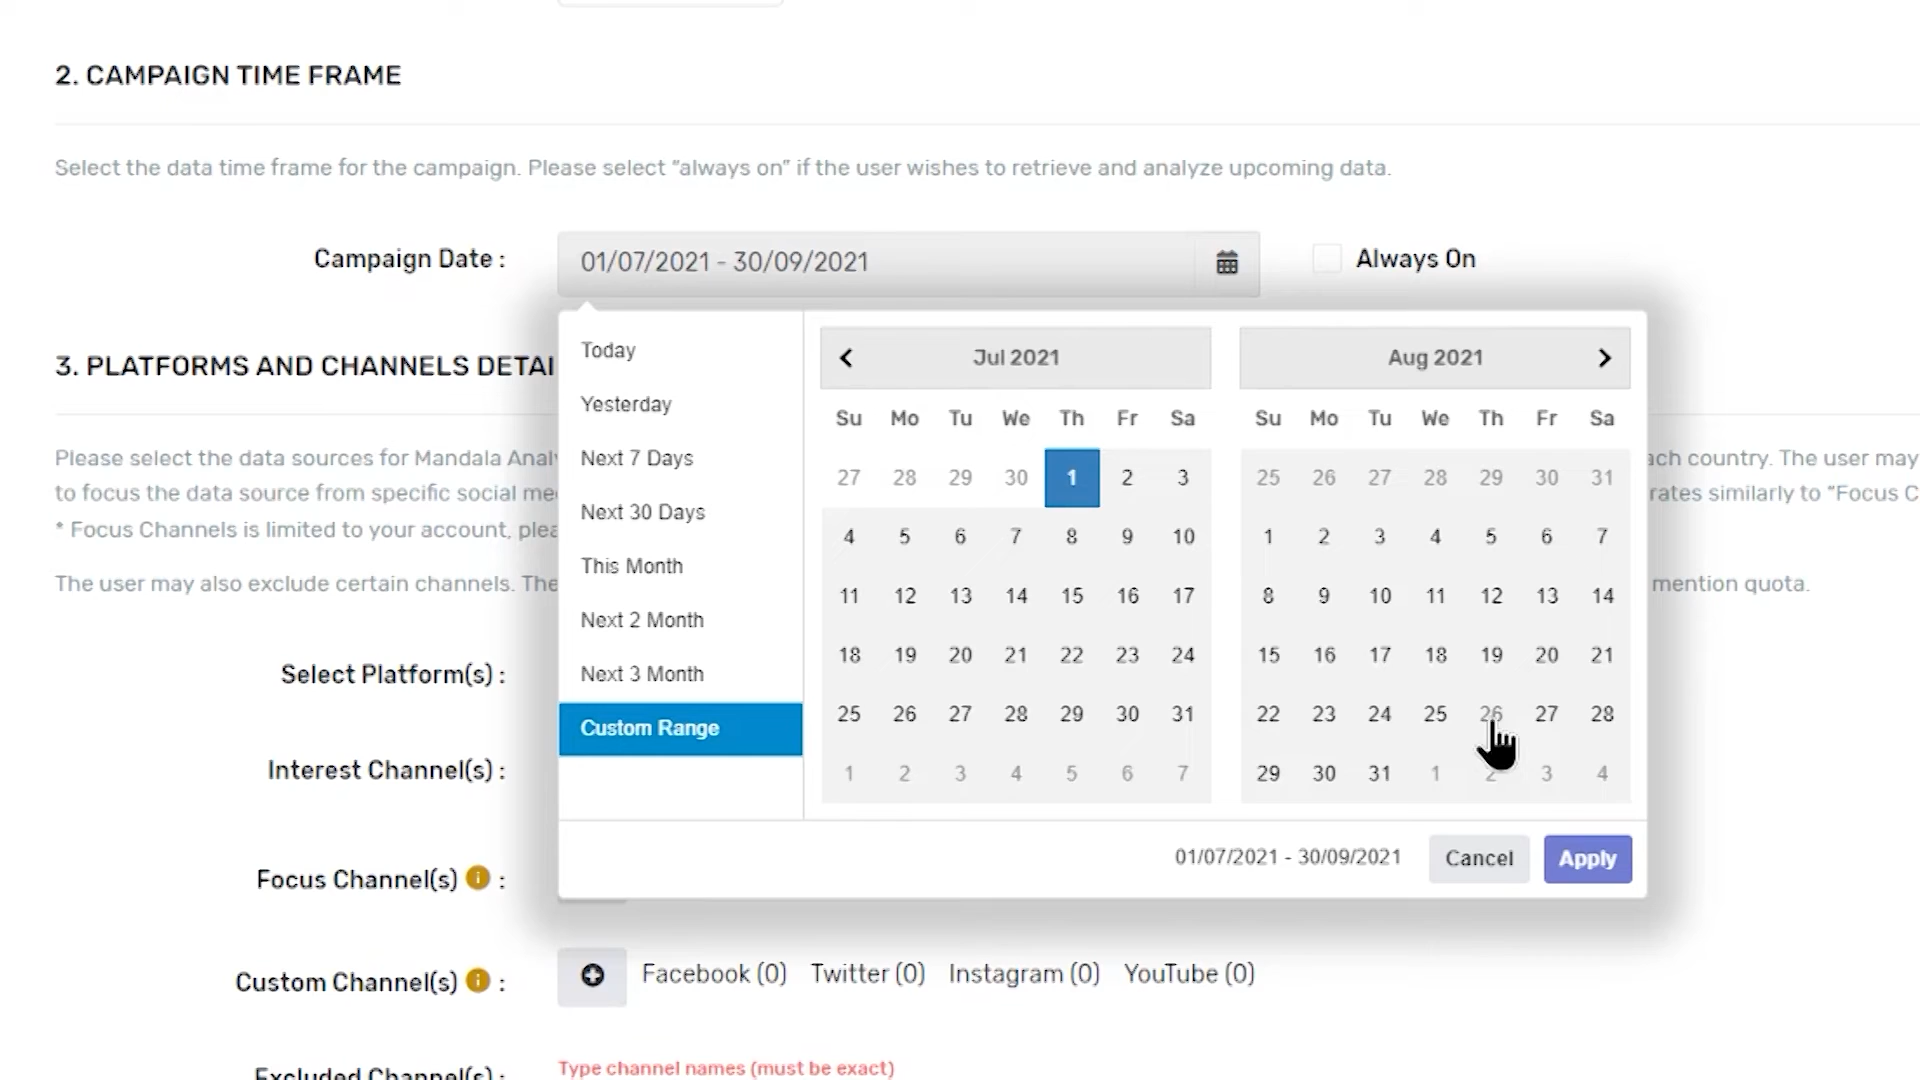 2. CAMPAIGN TIME FRAME
Select the data time frame for the campaign. Please select “always on” if the user wishes to retrieve and analyze upcoming data.
Campaign Date :
01/07/2021 - 30/09/2021
Always On
3. PLATFORMS AND CHANNELS DETAI
Please select the data sources for Mandala Anal
ach country. The user may
to focus the data source from specific social me
rates similarly to “Focus C
* Focus Channels is limited to your account, plea
The user may also exclude certain channels. The
mention quota.
Today
Yesterday
Next 7 Days
Next 30 Days
This Month
Next 2 Month
Next 3 Month
Custom Range
Jul 2021
Su Mo Tu We Th Fr Sa
27 28 29 30 1 2 3
4 5 6 7 8 9 10
11 12 13 14 15 16 17
18 19 20 21 22 23 24
25 26 27 28 29 30 31
1 2 3 4 5 6 7
Aug 2021
Su Mo Tu We Th Fr Sa
25 26 27 28 29 30 31
1 2 3 4 5 6 7
8 9 10 11 12 13 14
15 16 17 18 19 20 21
22 23 24 25 26 27 28
29 30 31 1 2 3 4
01/07/2021 - 30/09/2021
Cancel
Apply
Select Platform(s) :
Interest Channel(s) :
Focus Channel(s) i :
Custom Channel(s) i :
Facebook (0) Twitter (0) Instagram (0) YouTube (0)
Excluded Channel(s) :
Type channel names (must be exact)